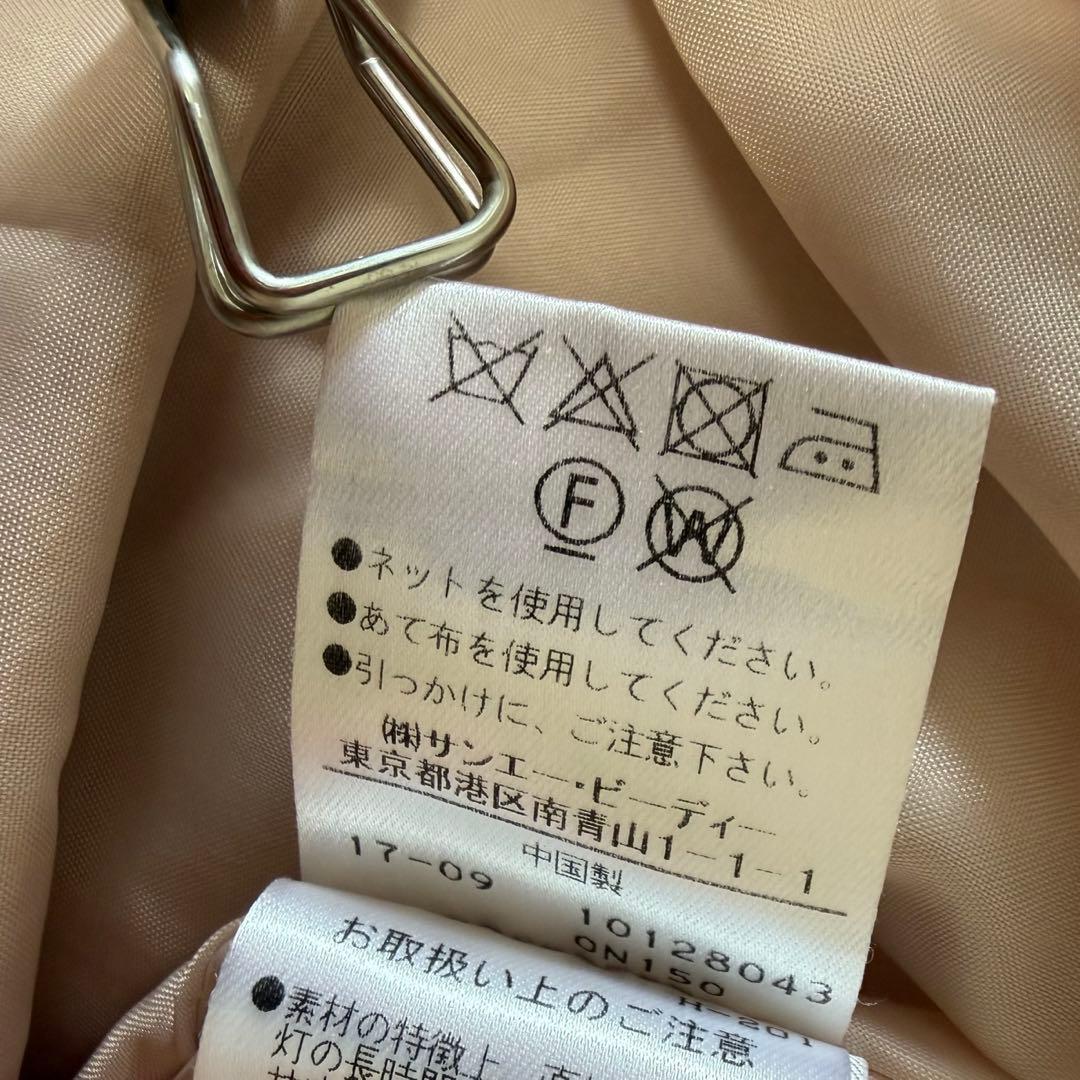 F
W
●ネットを使用してください。
●あて布を使用してください。
●引っかけに、ご注意下さい。
㈱サンエー・ビーディー
東京都港区南青山1-1-1
中国製
17-09
10128043
0N150
H-201
お取扱い上のご注意
●素材の特徴上、直
灯の長時間